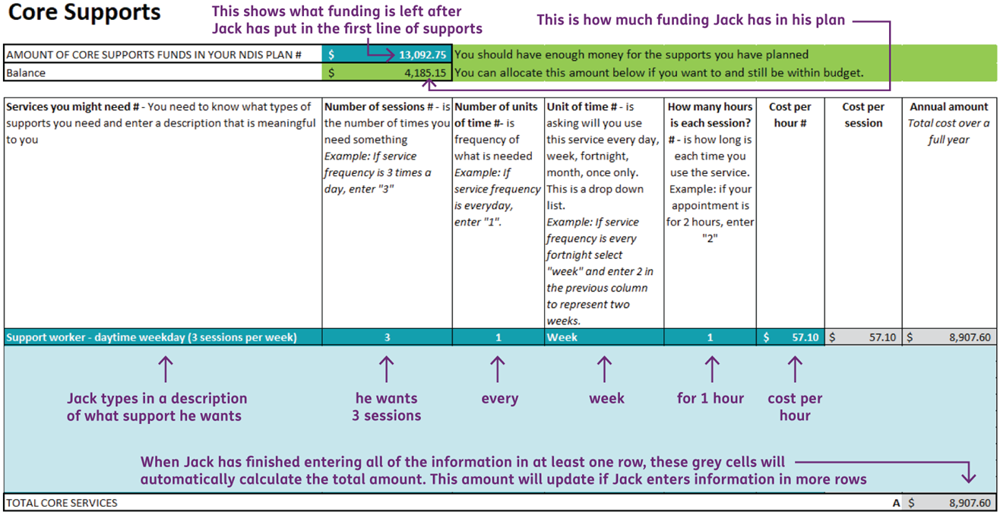 Core Supports
This shows what funding is left after
Jack has put in the first line of supports
This is how much funding Jack has in his plan
AMOUNT OF CORE SUPPORTS FUNDS IN YOUR NDIS PLAN # $ 13,092.75 You should have enough money for the supports you have planned
Balance $ 4,185.15 You can allocate this amount below if you want to and still be within budget.
Services you might need # - You need to know what types of
supports you need and enter a description that is meaningful
to you
Number of sessions # - is
the number of times you
need something
Example: If service
frequency is 3 times a
day, enter "3"
Number of units
of time #- is
frequency of
what is needed
Example: If
service frequency
is everyday,
enter "1".
Unit of time # - is
asking will you use
this service every day,
week, fortnight,
month, once only.
This is a drop down
list.
Example: If service
frequency is every
fortnight select
"week" and enter 2 in
the previous column
to represent two
weeks.
How many hours
is each session?
# - is how long is
each time you
use the service.
Example: if your
appointment is
for 2 hours, enter
"2"
Cost per
hour #
Cost per
session
Annual amount
Total cost over a
full year
Support worker - daytime weekday (3 sessions per week) 3 1 Week 1 $ 57.10 $ 57.10 $ 8,907.60
Jack types in a description
of what support he wants
he wants
3 sessions
every
week
for 1 hour
cost per
hour
When Jack has finished entering all of the information in at least one row, these grey cells will
automatically calculate the total amount. This amount will update if Jack enters information in more rows
TOTAL CORE SERVICES A $ 8,907.60